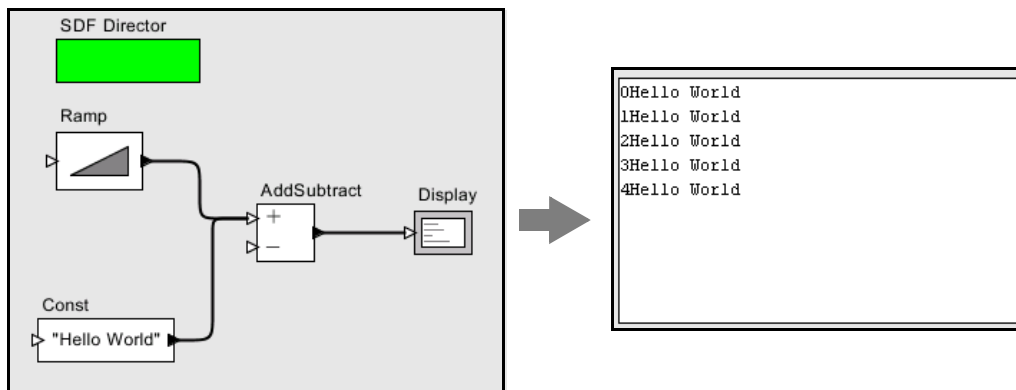 SDF Director
Ramp
AddSubtract
+
−
Display
Const
"Hello World"
0Hello World
1Hello World
2Hello World
3Hello World
4Hello World